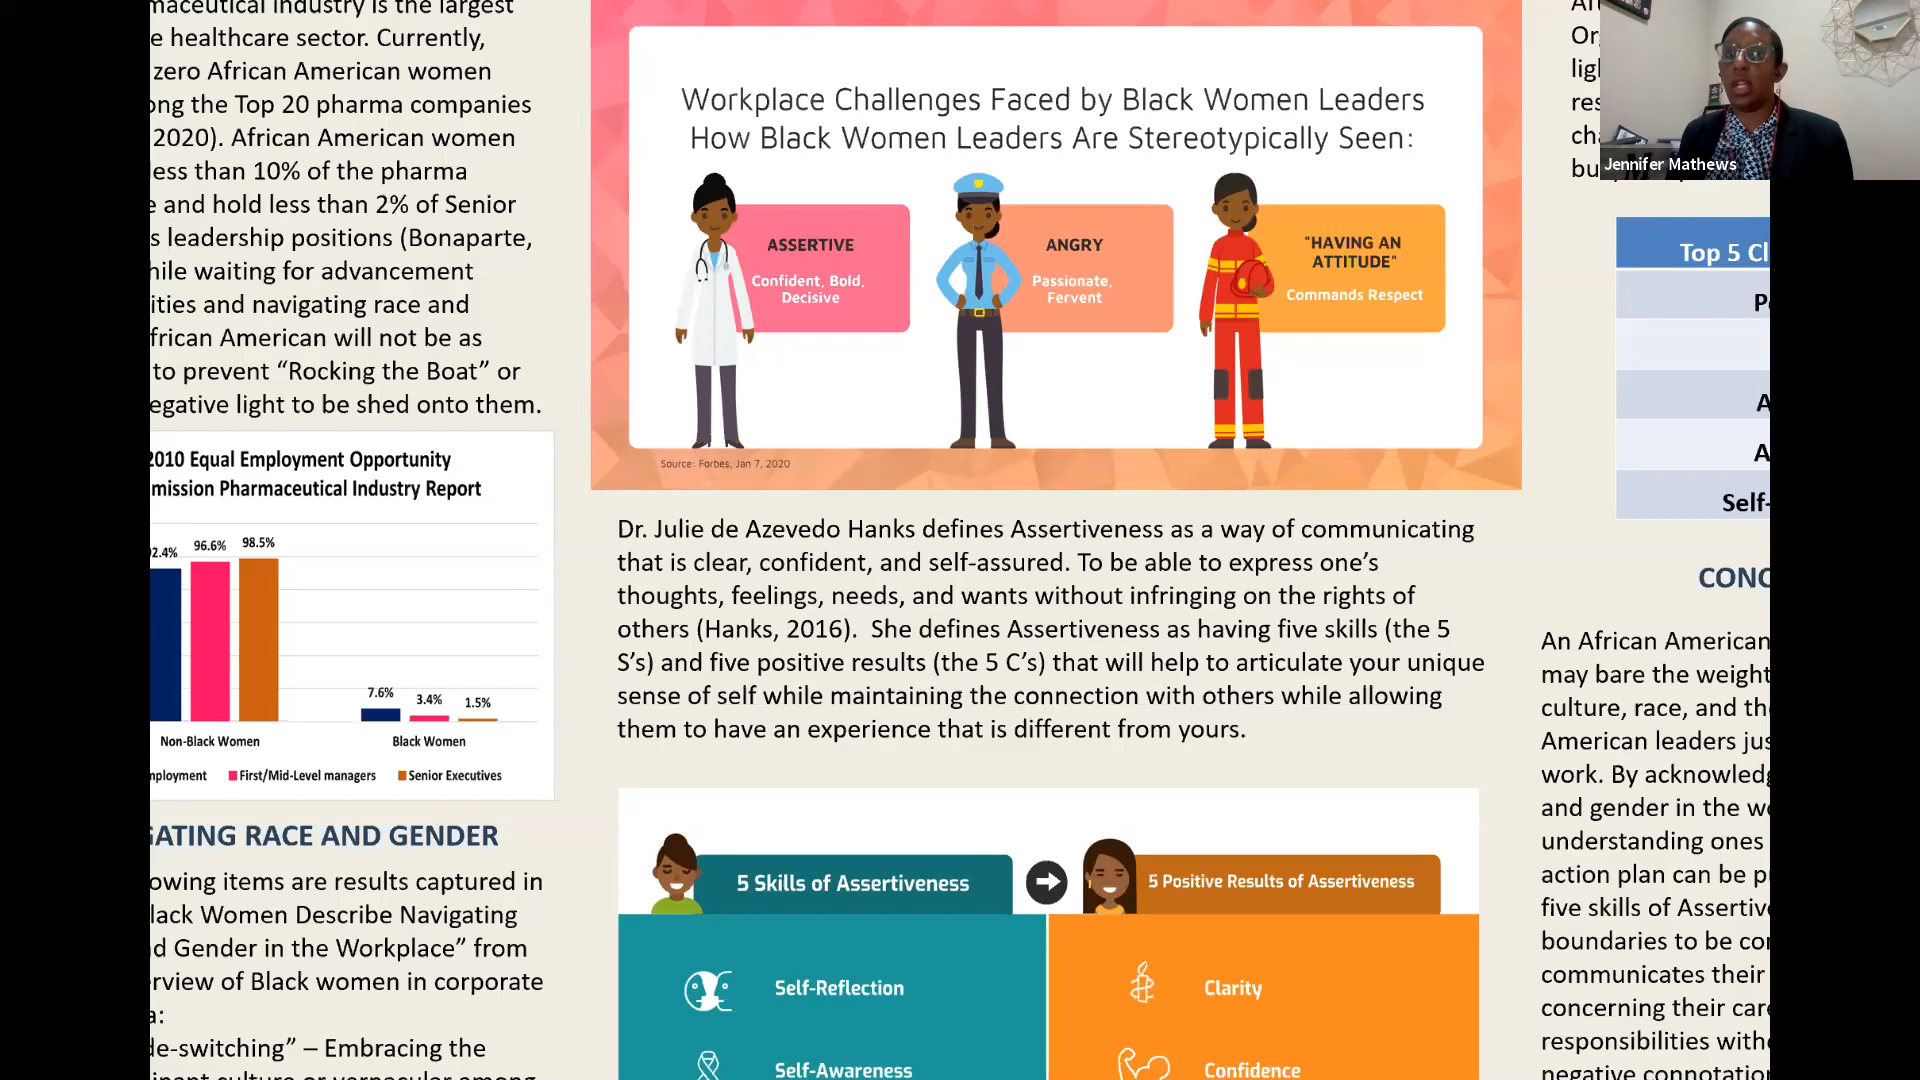 maceutical industry is the largest
e healthcare sector. Currently,
zero African American women
ong the Top 20 pharma companies
2020). African American women
less than 10% of the pharma
e and hold less than 2% of Senior
s leadership positions (Bonaparte,
hile waiting for advancement
ities and navigating race and
frican American will not be as
to prevent “Rocking the Boat” or
egative light to be shed onto them.
2010 Equal Employment Opportunity
mission Pharmaceutical Industry Report
92.4%
96.6%
98.5%
7.6%
3.4%
1.5%
Non-Black Women
Black Women
mployment
First/Mid-Level managers
Senior Executives
GATING RACE AND GENDER
owing items are results captured in
lack Women Describe Navigating
d Gender in the Workplace” from
erview of Black women in corporate
a:
de-switching” – Embracing the
inant culture or vernacular among
Workplace Challenges Faced by Black Women Leaders
How Black Women Leaders Are Stereotypically Seen:
ASSERTIVE
Confident, Bold,
Decisive
ANGRY
Passionate,
Fervent
"HAVING AN
ATTITUDE"
Commands Respect
Source: Forbes, Jan 7, 2020
Dr. Julie de Azevedo Hanks defines Assertiveness as a way of communicating
that is clear, confident, and self-assured. To be able to express one’s
thoughts, feelings, needs, and wants without infringing on the rights of
others (Hanks, 2016). She defines Assertiveness as having five skills (the 5
S’s) and five positive results (the 5 C’s) that will help to articulate your unique
sense of self while maintaining the connection with others while allowing
them to have an experience that is different from yours.
5 Skills of Assertiveness
5 Positive Results of Assertiveness
Self-Reflection
Clarity
Self-Awareness
Confidence
Jennifer Mathews
Top 5 Cl
A
A
Self-
CONC
An African American
may bare the weight
culture, race, and th
American leaders jus
work. By acknowledg
and gender in the wo
understanding ones
action plan can be p
five skills of Assertiv
boundaries to be co
communicates their
concerning their car
responsibilities with
negative connotation